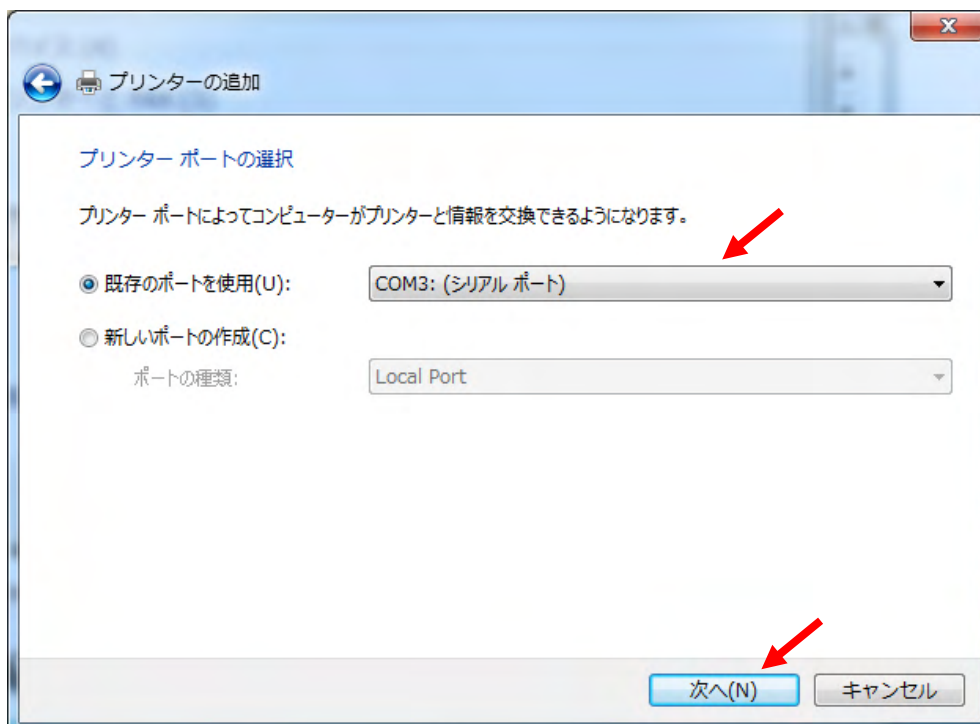 プリンターの追加
プリンター ポートの選択
プリンター ポートによってコンピューターがプリンターと情報を交換できるようになります。
既存のポートを使用(U): COM3: (シリアル ポート)
新しいポートの作成(C):
ポートの種類: Local Port
次へ(N) キャンセル